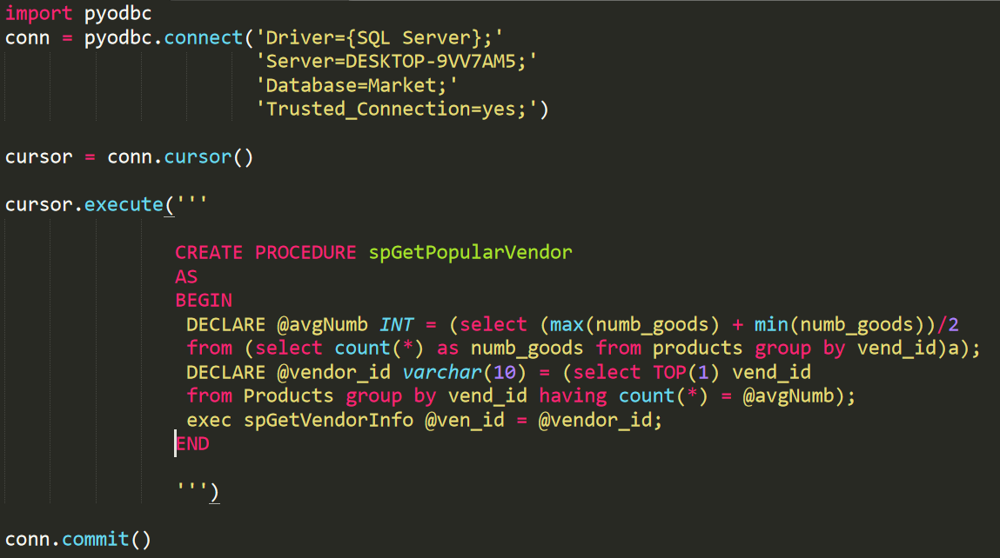 import pyodbc
conn = pyodbc.connect('Driver={SQL Server};'
'Server=DESKTOP-9VV7AM5;'
'Database=Market;'
'Trusted_Connection=yes;')
cursor = conn.cursor()
cursor.execute('''
CREATE PROCEDURE spGetPopularVendor
AS
BEGIN
DECLARE @avgNumb INT = (select (max(numb_goods) + min(numb_goods))/2
from (select count(*) as numb_goods from products group by vend_id)a);
DECLARE @vendor_id varchar(10) = (select TOP(1) vend_id
from Products group by vend_id having count(*) = @avgNumb);
exec spGetVendorInfo @ven_id = @vendor_id;
END
''')
conn.commit()